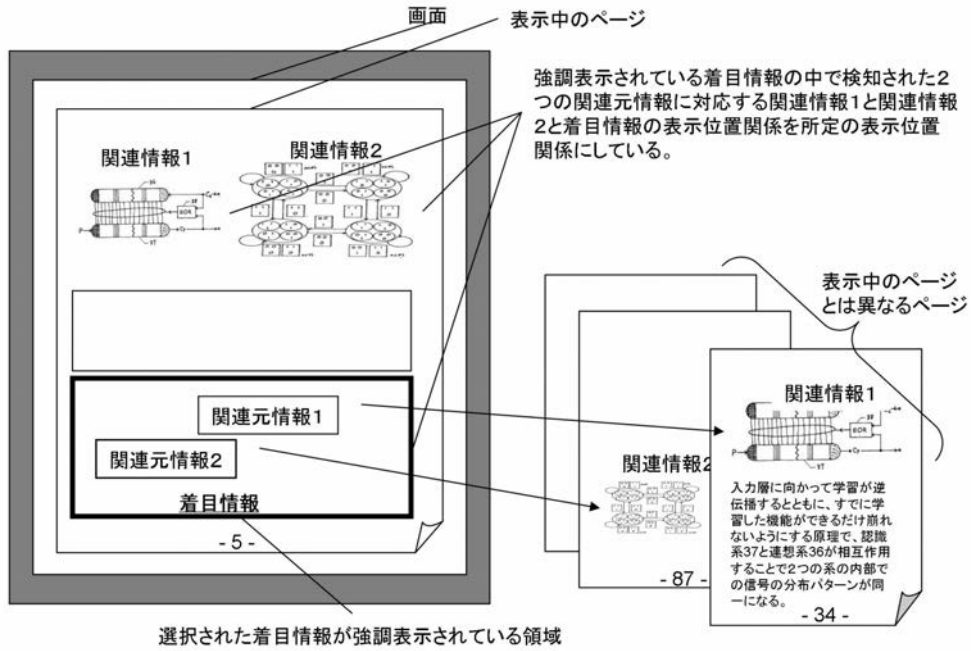 画面
表示中のページ
強調表示されている着目情報の中で検知された2
つの関連元情報に対応する関連情報1と関連情報
2と着目情報の表示位置関係を所定の表示位置
関係にしている。
関連情報1
関連情報2
KOR
P
表示中のページ
とは異なるページ
関連元情報1
関連元情報2
着目情報
- 5 -
関連情報2
- 87 -
関連情報1
KOR
P
入力層に向かって学習が逆
伝播するとともに、すでに学
習した機能ができるだけ崩れ
ないようにする原理で、認識
系37と連想系36が相互作用
することで2つの系の内部で
の信号の分布パターンが同
一になる。
- 34 -
選択された着目情報が強調表示されている領域